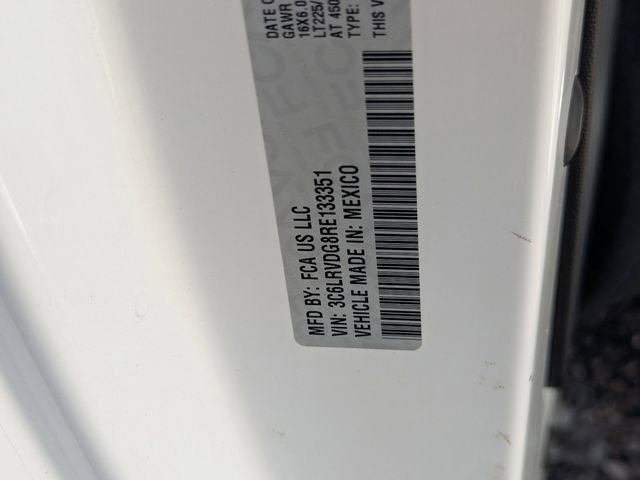 MFD BY: FCA US LLC
VIN: 3C6LRVDG8RE133351
VEHICLE MADE IN: MEXICO
DATE O
GAWR
16X6.0
LT225/
AT 450
TYPE:
THIS V